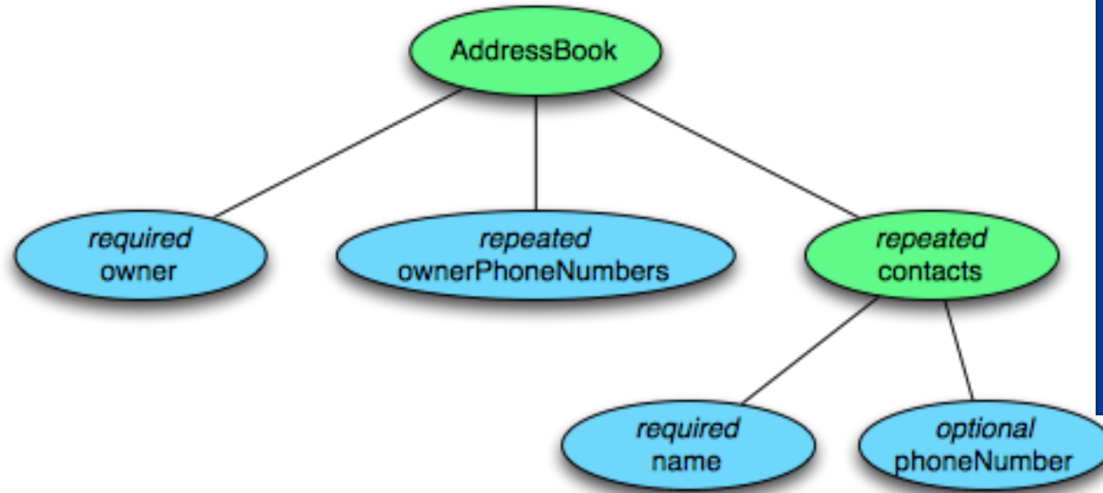 AddressBook
required
owner
repeated
ownerPhoneNumbers
repeated
contacts
required
name
optional
phoneNumber